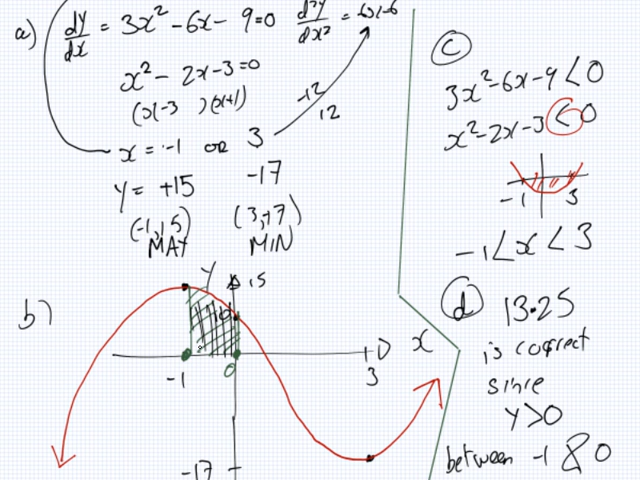 a) dy/dx = 3x² - 6x - 9 = 0 d²y/dx² = 6x-6
x² - 2x - 3 = 0
(x-3)(x+1)
-12
12
x = -1 or 3
y = +15 -17
(-1,15) (3,-17)
MAX MIN
b)
Y
15
10
-1
0
3
x
-17
c
3x²-6x-9<0
x²-2x-3<0
-1 3
-1<x<3
d 13.25
is correct
since
y>0
between -1 & 0